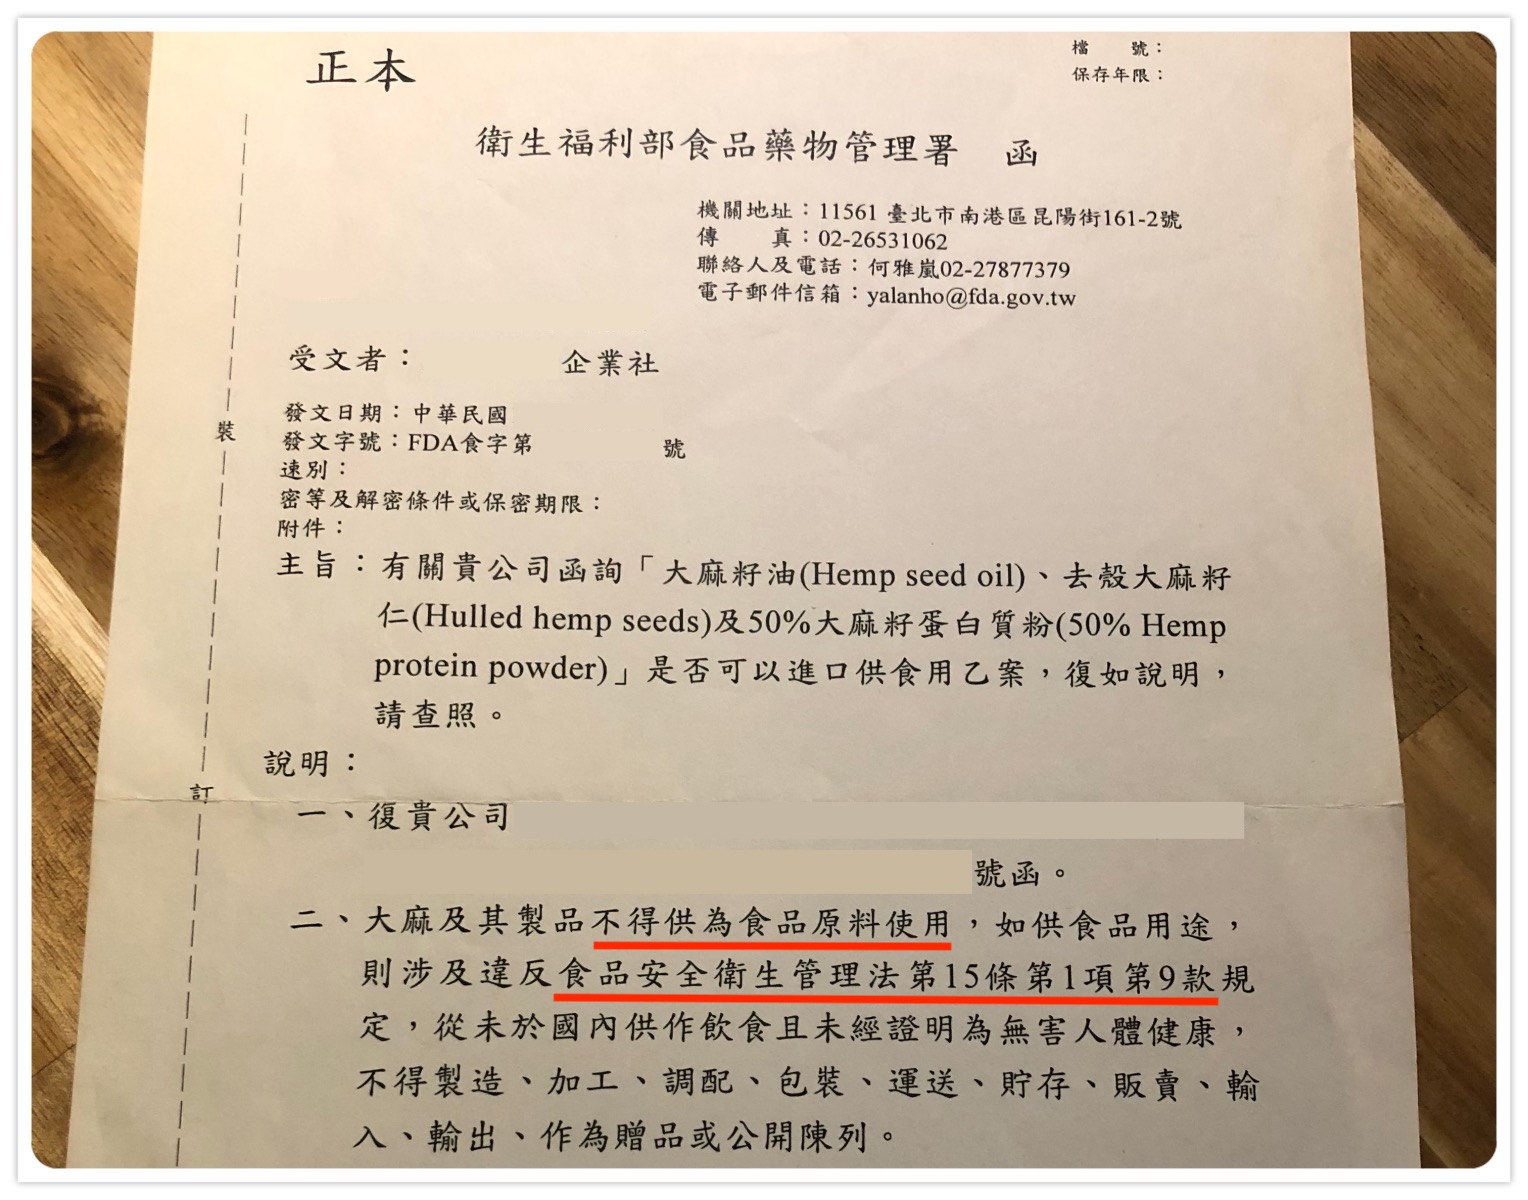 正本
檔　　號：
保存年限：
衛生福利部食品藥物管理署　函
機關地址：11561 臺北市南港區昆陽街161-2號
傳　　真：02-26531062
聯絡人及電話：何雅嵐02-27877379
電子郵件信箱：yalanho@fda.gov.tw
受文者：　　　　企業社
發文日期：中華民國
發文字號：FDA食字第　　　　　號
裝
速別：
密等及解密條件或保密期限：
附件：
主旨：有關貴公司函詢「大麻籽油(Hemp seed oil)、去殼大麻籽
仁(Hulled hemp seeds)及50%大麻籽蛋白質粉(50% Hemp
protein powder)」是否可以進口供食用乙案，復如說明，
請查照。
說明：
訂
一、復貴公司
號函。
二、大麻及其製品不得供為食品原料使用，如供食品用途，
則涉及違反食品安全衛生管理法第15條第1項第9款規
定，從未於國內供作飲食且未經證明為無害人體健康，
不得製造、加工、調配、包裝、運送、貯存、販賣、輸
入、輸出、作為贈品或公開陳列。